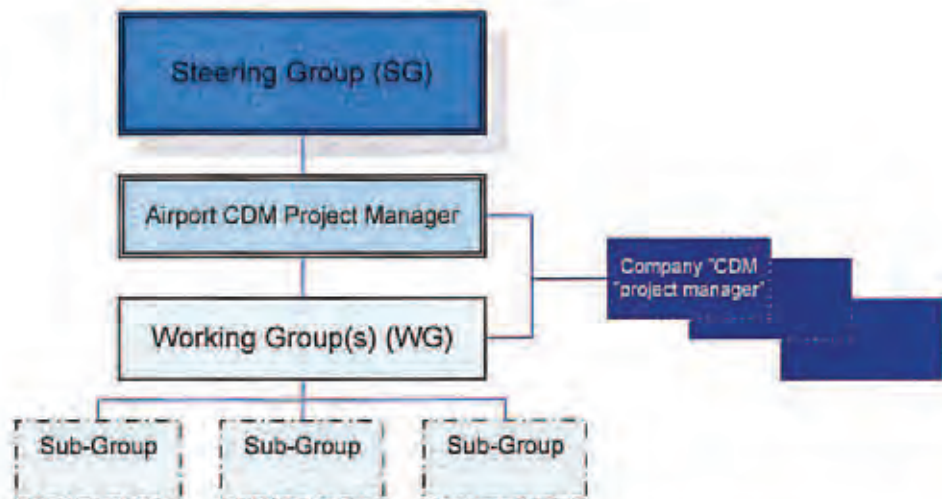 Steering Group (SG)
Airport CDM Project Manager
Company "CDM
"project manager"
Working Group(s) (WG)
Sub-Group
Sub-Group
Sub-Group